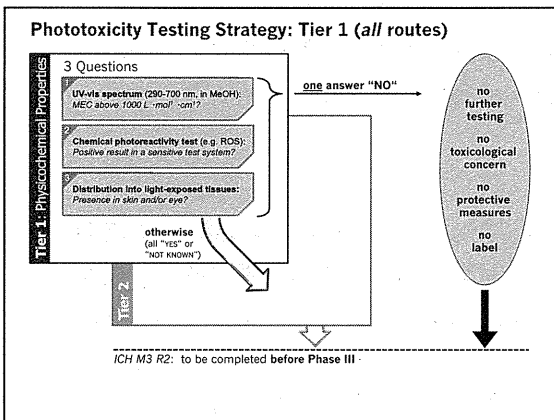 Phototoxicity Testing Strategy: Tier 1 (all routes)
Tier 1: Physicochemical Properties
3 Questions
1
UV-vis spectrum (290-700 nm, in MeOH):
MEC above 1000 L ·mol¹ ·cm¹?
2
Chemical photoreactivity test (e.g. ROS):
Positive result in a sensitive test system?
3
Distribution into light-exposed tissues:
Presence in skin and/or eye?
one answer "NO"
otherwise
(all "YES" or
"NOT KNOWN")
Tier 2
no
further
testing
no
toxicological
concern
no
protective
measures
no
label
ICH M3 R2: to be completed before Phase III